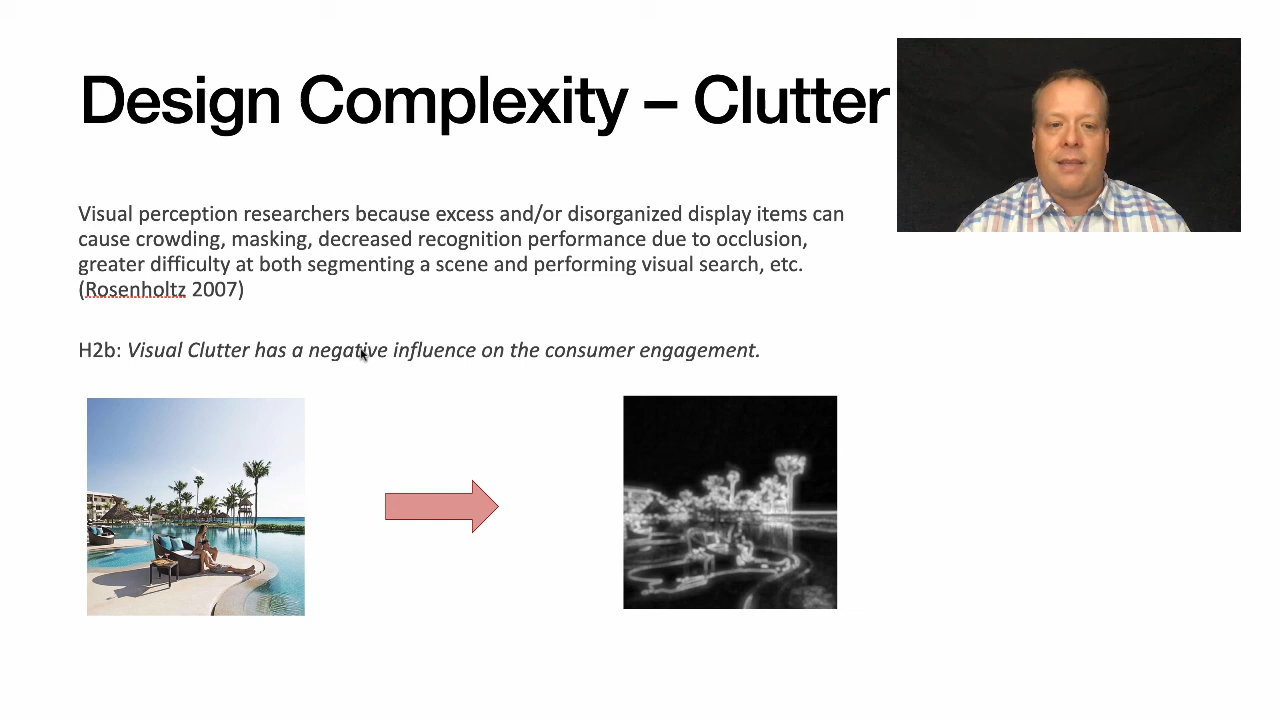 Design Complexity – Clutter
Visual perception researchers because excess and/or disorganized display items can
cause crowding, masking, decreased recognition performance due to occlusion,
greater difficulty at both segmenting a scene and performing visual search, etc.
(Rosenholtz 2007)
H2b: Visual Clutter has a negative influence on the consumer engagement.